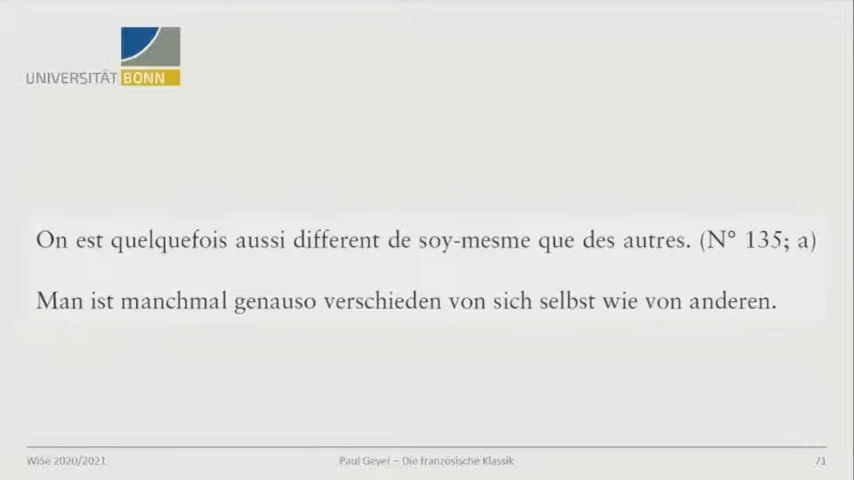 UNIVERSITÄT BONN
On est quelquefois aussi different de soy-mesme que des autres. (N° 135; a)
Man ist manchmal genauso verschieden von sich selbst wie von anderen.
WiSe 2020/2021 Paul Geyer – Die französische Klassik 71